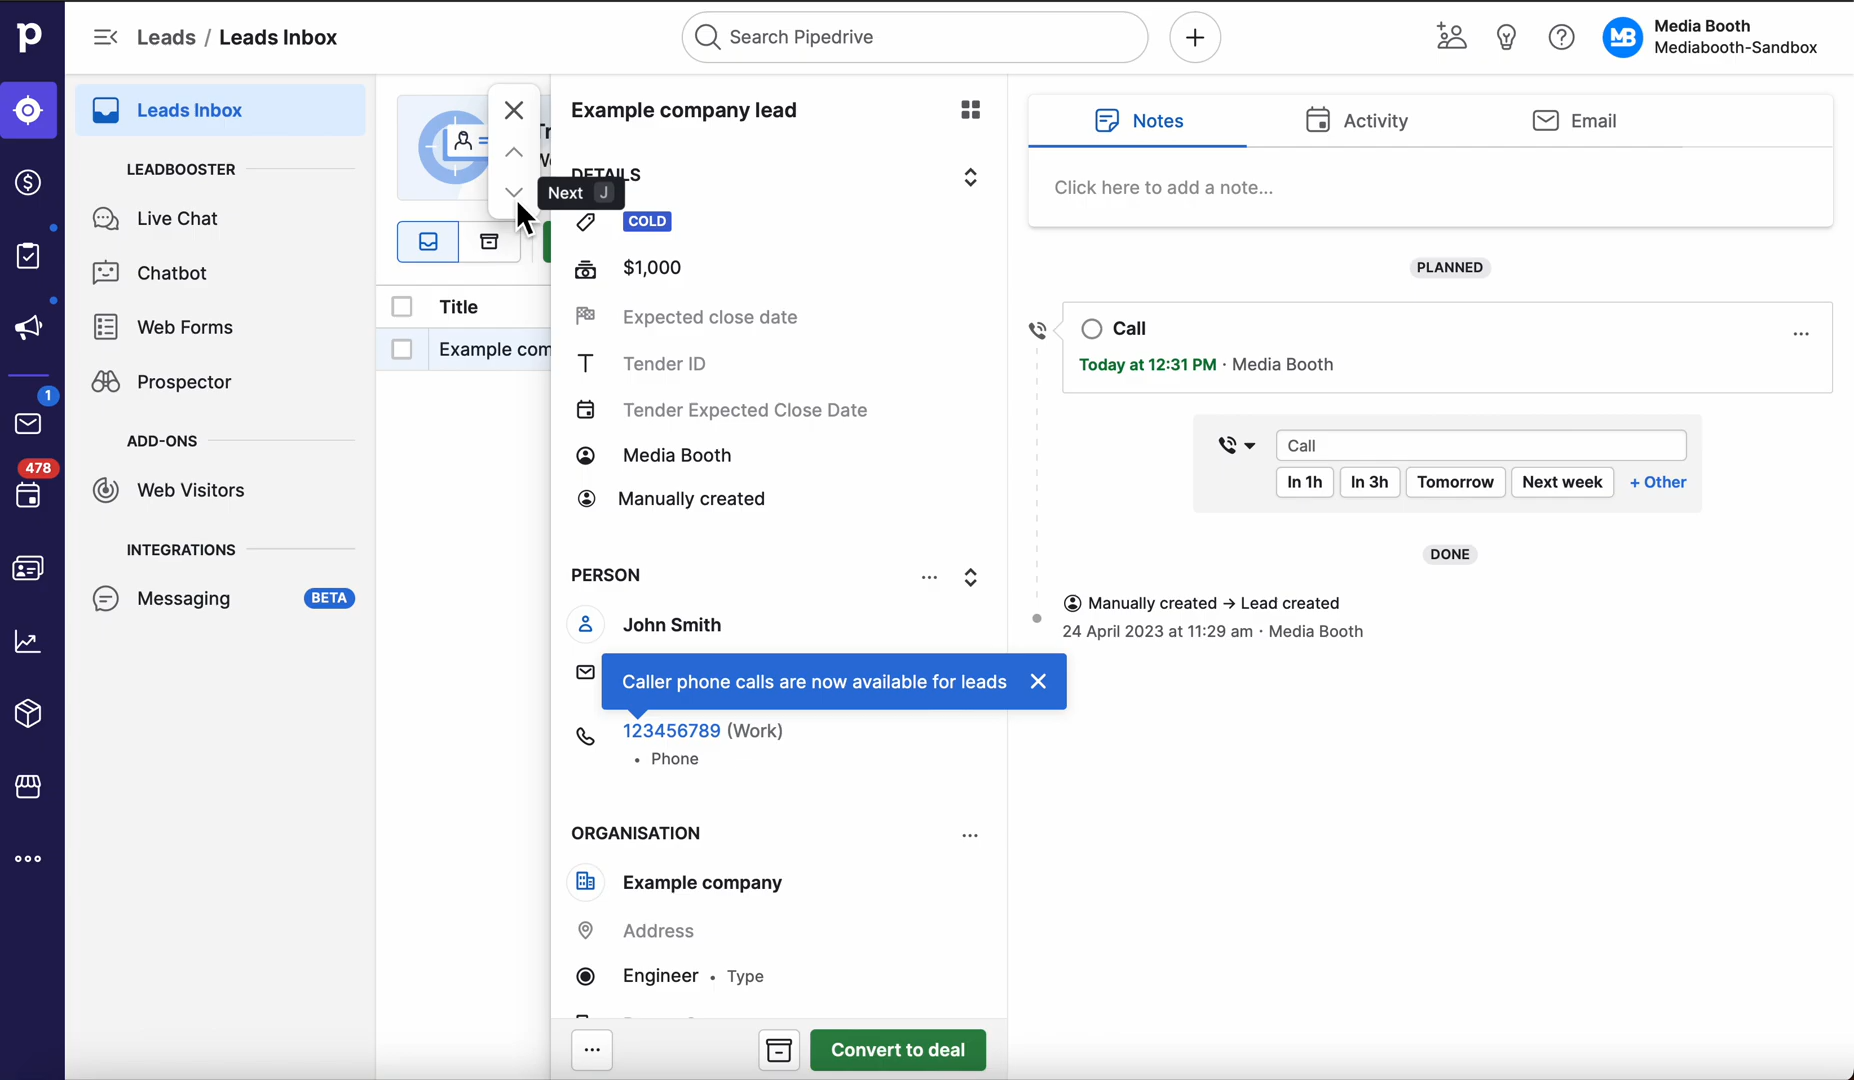 Leads / Leads Inbox
Search Pipedrive
Media Booth
Mediabooth-Sandbox
MB
1
478
Leads Inbox
LEADBOOSTER
Live Chat
Chatbot
Web Forms
Prospector
ADD-ONS
Web Visitors
INTEGRATIONS
Messaging BETA
Title
Example com
Next J
Example company lead
DETAILS
COLD
$1,000
Expected close date
Tender ID
Tender Expected Close Date
Media Booth
Manually created
PERSON
John Smith
Caller phone calls are now available for leads
123456789 (Work)
• Phone
ORGANISATION
Example company
Address
Engineer • Type
Convert to deal
Notes
Activity
Email
Click here to add a note...
PLANNED
Call
Today at 12:31 PM · Media Booth
Call
In 1h
In 3h
Tomorrow
Next week
+ Other
DONE
Manually created → Lead created
24 April 2023 at 11:29 am · Media Booth